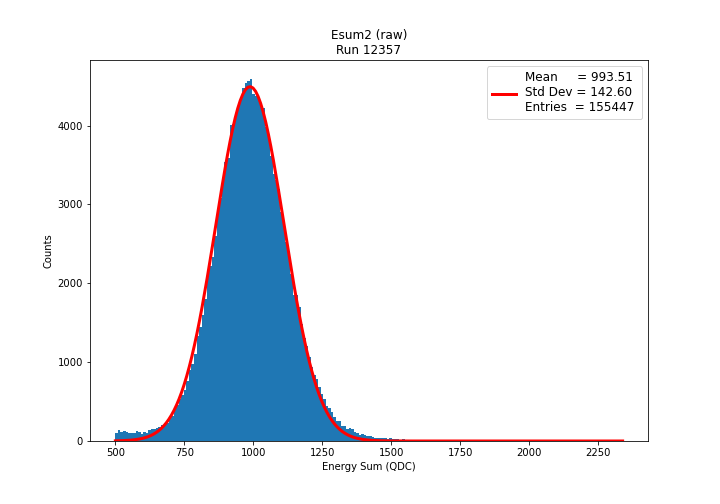 Esum2 (raw)
Run 12357
Mean = 993.51
Std Dev = 142.60
Entries = 155447
4000
3000
2000
1000
0
Counts
500 750 1000 1250 1500 1750 2000 2250
Energy Sum (QDC)